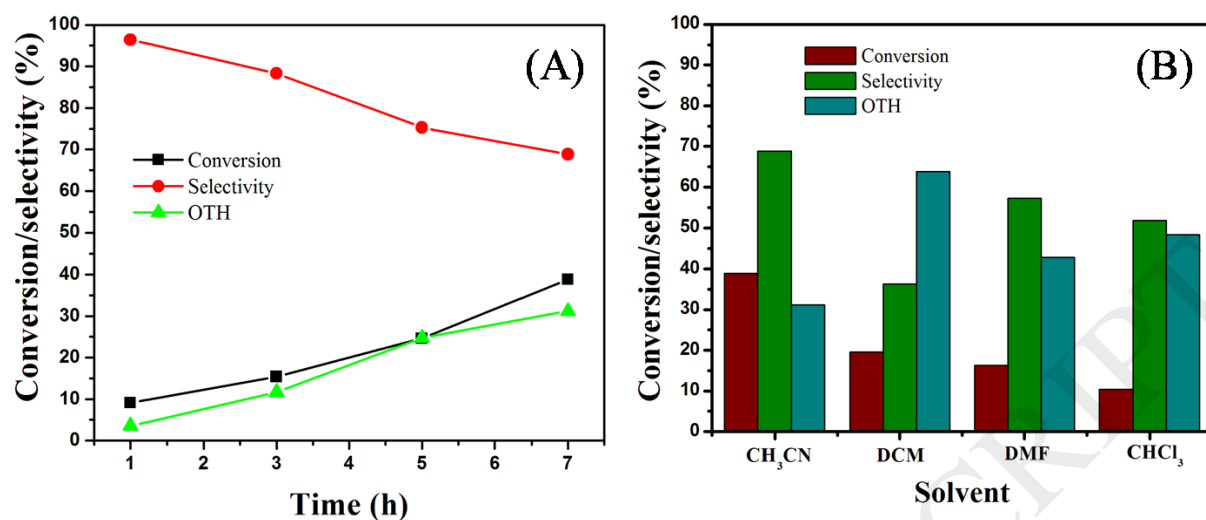 Conversion/selectivity (%)
100
90
80
70
60
50
40
30
20
10
0
(A)
Conversion
Selectivity
OTH
1 2 3 4 5 6 7
Time (h)
Conversion/selectivity (%)
100
90
80
70
60
50
40
30
20
10
0
(B)
Conversion
Selectivity
OTH
CH₃CN DCM DMF CHCl₃
Solvent
CRIPT